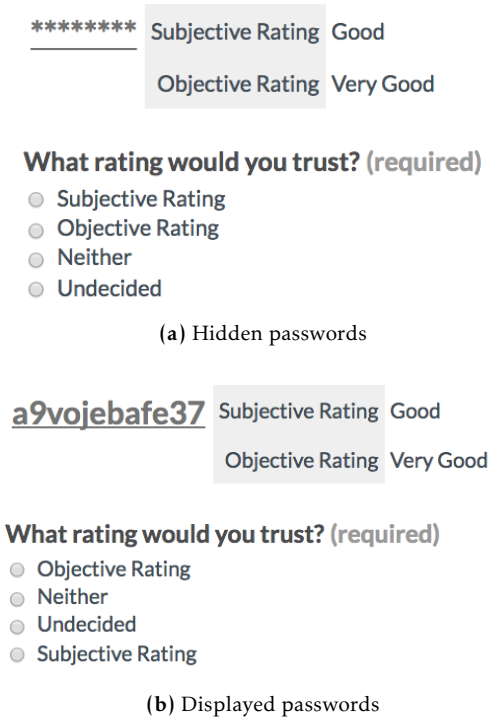 ******** Subjective Rating Good
Objective Rating Very Good
What rating would you trust? (required)
Subjective Rating
Objective Rating
Neither
Undecided
(a) Hidden passwords
a9vojebafe37 Subjective Rating Good
Objective Rating Very Good
What rating would you trust? (required)
Objective Rating
Neither
Undecided
Subjective Rating
(b) Displayed passwords